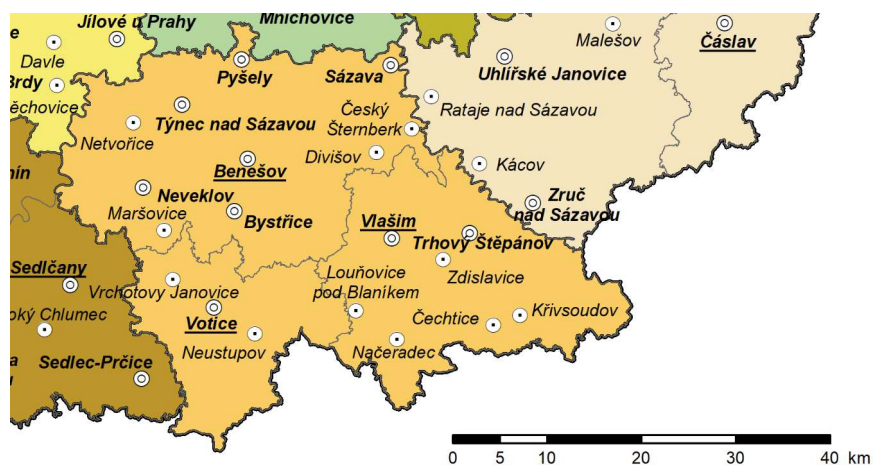 Jílové u Prahy
Mnichovice
Davle
Malešov
Čáslav
Brdy
Pyšely
Sázava
Uhlířské Janovice
Český
Šternberk
Rataje nad Sázavou
Týnec nad Sázavou
Netvořice
Divišov
Benešov
Kácov
Neveklov
Maršovice
Bystřice
Zruč
nad Sázavou
Vlašim
Trhový Štěpánov
Sedlčany
Vrchotovy Janovice
Louňovice
pod Blaníkem
Zdislavice
Votice
Čechtice
Křivsoudov
Neustupov
Načeradec
Sedlec-Prčice
0 5 10 20 30 40 km